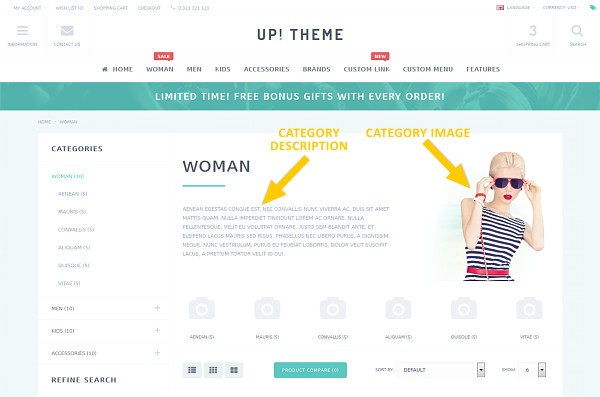 MY ACCOUNT
WISH LIST (0)
SHOPPING CART
CHECKOUT
0 321 321 321
LANGUAGE
CURRENCY: USD
INFORMATION
CONTACT US
UP! THEME
3
SHOPPING CART
SEARCH
SALE
NEW
HOME
WOMAN
MEN
KIDS
ACCESSORIES
BRANDS
CUSTOM LINK
CUSTOM MENU
FEATURES
LIMITED TIME! FREE BONUS GIFTS WITH EVERY ORDER!
HOME - WOMAN
CATEGORY
DESCRIPTION
CATEGORY IMAGE
CATEGORIES
WOMAN (30)
AENEAN (5)
MAURIS (5)
CONVALLIS (5)
ALIQUAM (5)
QUISQUE (5)
VITAE (5)
MEN (10)
KIDS (10)
ACCESSORIES (10)
REFINE SEARCH
WOMAN
AENEAN EGESTAS CONGUE EST, NEC CONVALLIS NUNC VIVERRA AC. DUIS SIT AMET
MATTIS QUAM. NULLA IMPERDIET TINCIDUNT LOREM AC ORNARE. NULLA
PELLENTESQUE, VELIT EU VOLUTPAT ORNARE, JUSTO SEM BLANDIT ANTE, ET
ELEIFEND LACUS MAURIS SED RISUS. PHASELLUS NEC LIBERO PURUS, A DIGNISSIM
NEQUE. NUNC VESTIBULUM, PURUS EU FEUGIAT LOBORTIS, DOLOR VELIT SUSCIPIT
LACUS, A PRETIUM TORTOR VELIT ID DUI.
AENEAN (5)
MAURIS (5)
CONVALLIS (5)
ALIQUAM (5)
QUISQUE (5)
VITAE (5)
PRODUCT COMPARE (0)
SORT BY:
DEFAULT
SHOW:
6